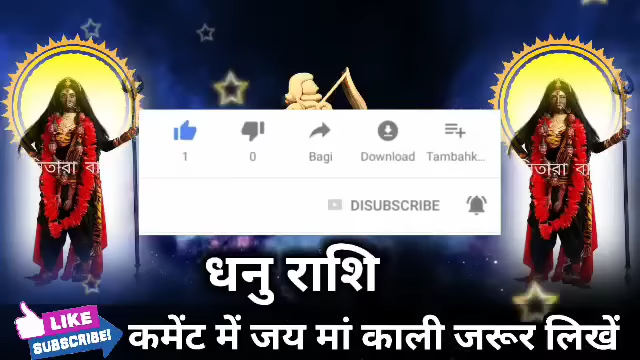 1 0 Bagi Download Tambahk...
DISUBSCRIBE
धनु राशि
LIKE
SUBSCRIBE!
कमेंट में जय मां काली जरूर लिखें